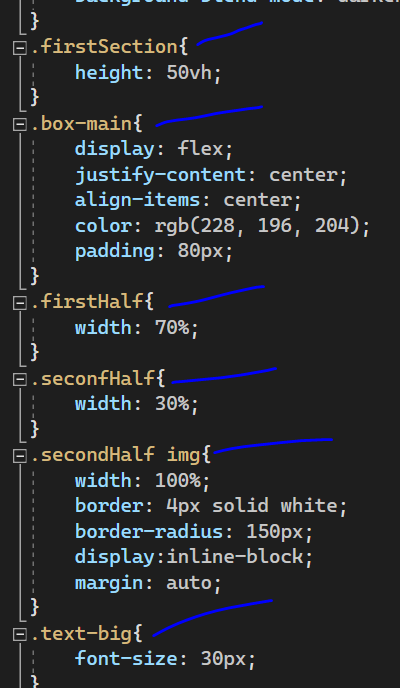 }
.firstSection{
height: 50vh;
}
.box-main{
display: flex;
justify-content: center;
align-items: center;
color: rgb(228, 196, 204);
padding: 80px;
}
.firstHalf{
width: 70%;
}
.seconfHalf{
width: 30%;
}
.secondHalf img{
width: 100%;
border: 4px solid white;
border-radius: 150px;
display:inline-block;
margin: auto;
}
.text-big{
font-size: 30px;
}